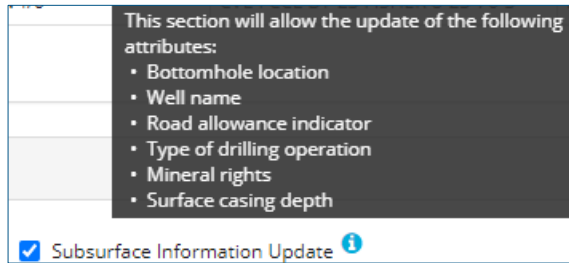 This section will allow the update of the following
attributes:
• Bottomhole location
• Well name
• Road allowance indicator
• Type of drilling operation
• Mineral rights
• Surface casing depth
Subsurface Information Update